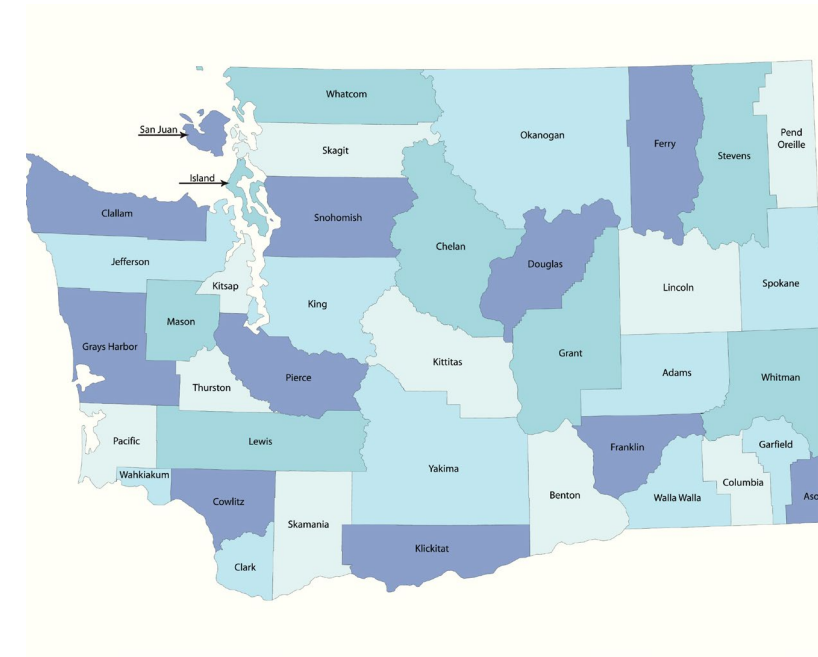 Whatcom
San Juan
Skagit
Okanogan
Ferry
Stevens
Pend
Oreille
Island
Clallam
Snohomish
Chelan
Jefferson
Douglas
Kitsap
King
Lincoln
Spokane
Mason
Grays Harbor
Kittitas
Grant
Adams
Whitman
Thurston
Pierce
Pacific
Lewis
Franklin
Garfield
Yakima
Wahkiakum
Cowlitz
Benton
Walla Walla
Columbia
Aso
Skamania
Klickitat
Clark